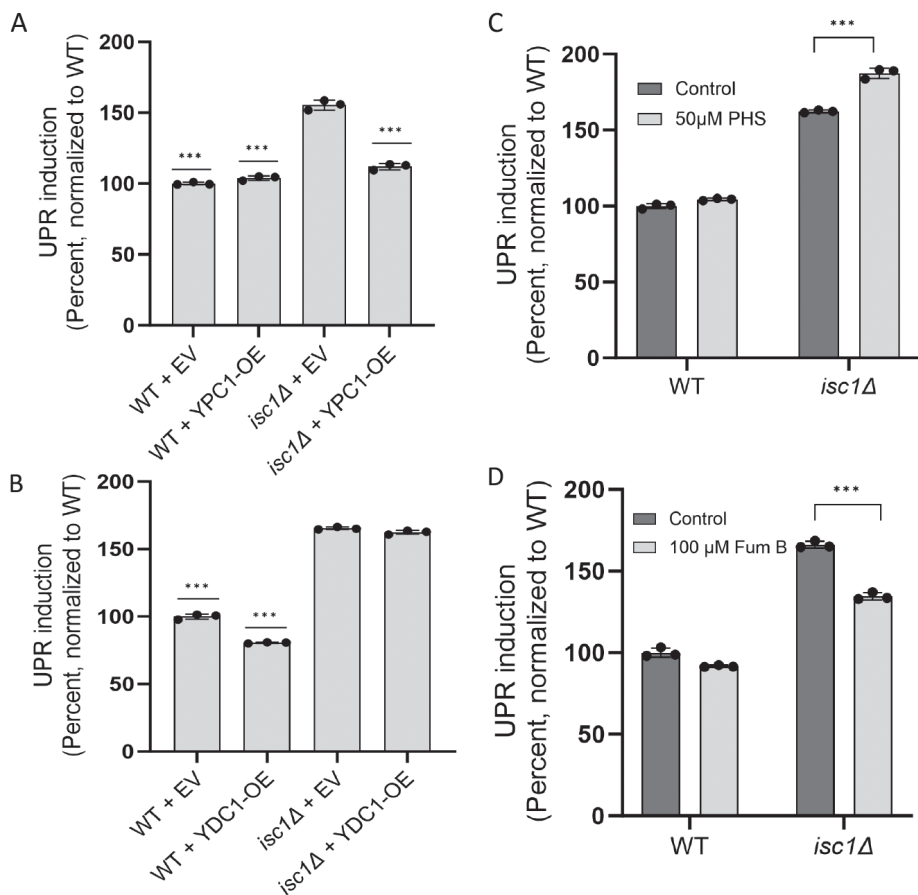 A
UPR induction
(Percent, normalized to WT)
200
150
100
50
0
***
***
***
WT + EV
WT + YPC1-OE
isc1Δ + EV
isc1Δ + YPC1-OE
B
UPR induction
(Percent, normalized to WT)
200
150
100
50
0
***
***
WT + EV
WT + YDC1-OE
isc1Δ + EV
isc1Δ + YDC1-OE
C
UPR induction
(Percent, normalized to WT)
200
150
100
50
0
Control
50μM PHS
***
WT
isc1Δ
D
UPR induction
(Percent, normalized to WT)
200
150
100
50
0
Control
100 μM Fum B
***
WT
isc1Δ